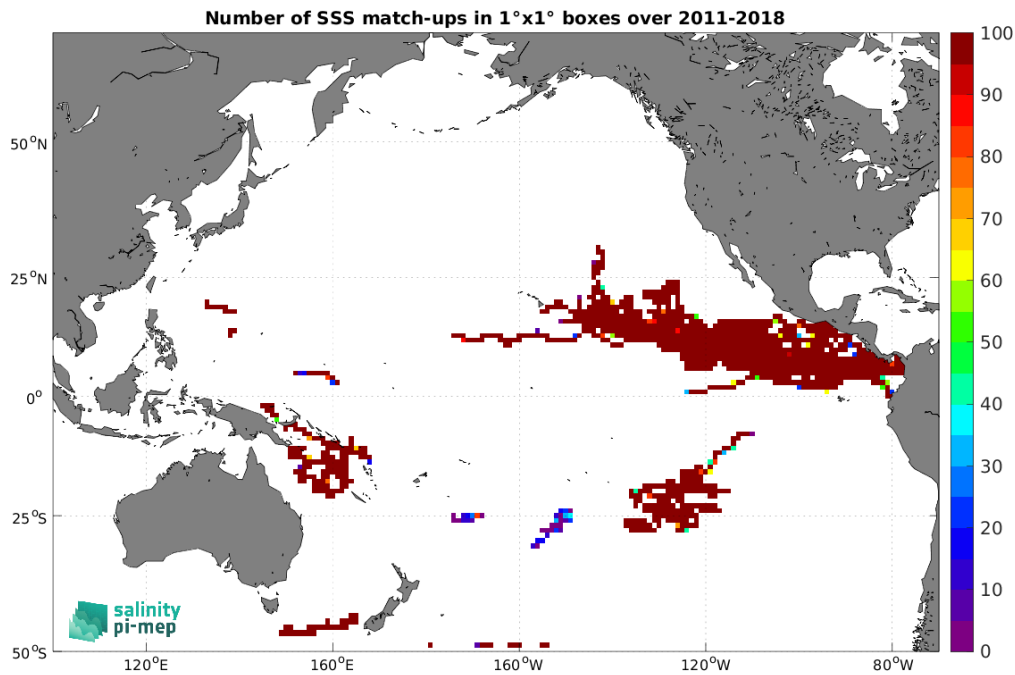 Number of SSS match-ups in 1°x1° boxes over 2011-2018
50°N
25°N
0°
25°S
50°S
120°E
160°E
160°W
120°W
80°W
100
90
80
70
60
50
40
30
20
10
0
salinity
pi-mep